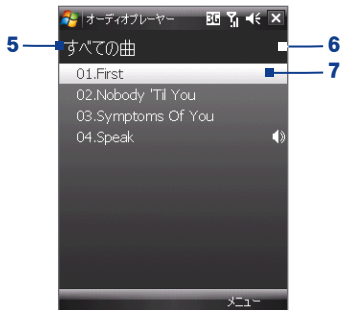 オーディオプレーヤー 3G
5 すべての曲 6
01.First 7
02.Nobody 'Til You
03.Symptoms Of You
04.Speak
メニュー